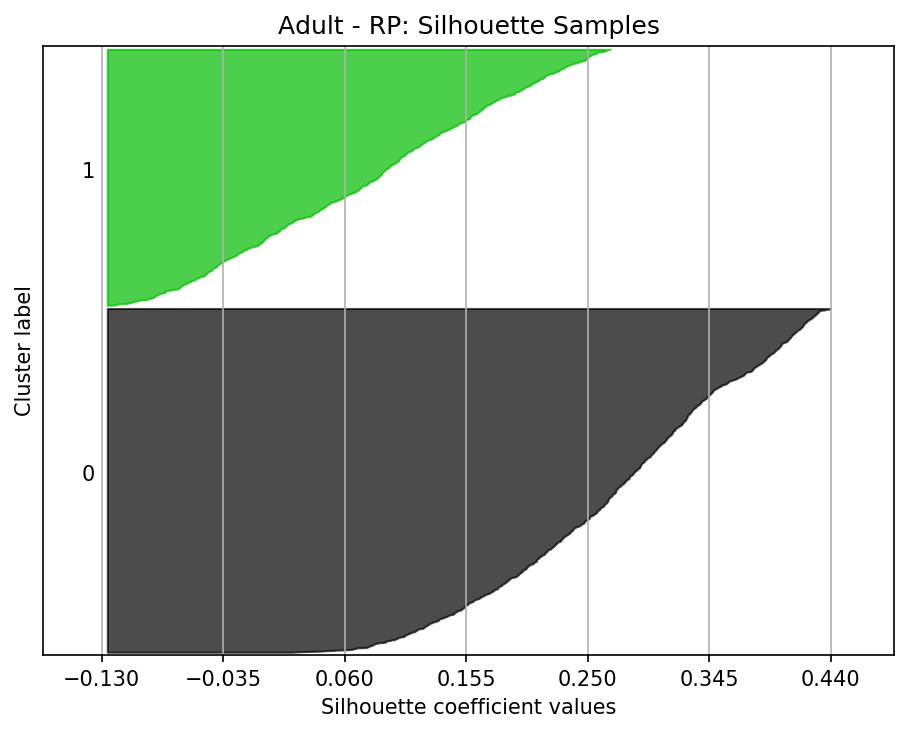 Adult - RP: Silhouette Samples
1
Cluster label
0
−0.130 −0.035 0.060 0.155 0.250 0.345 0.440
Silhouette coefficient values